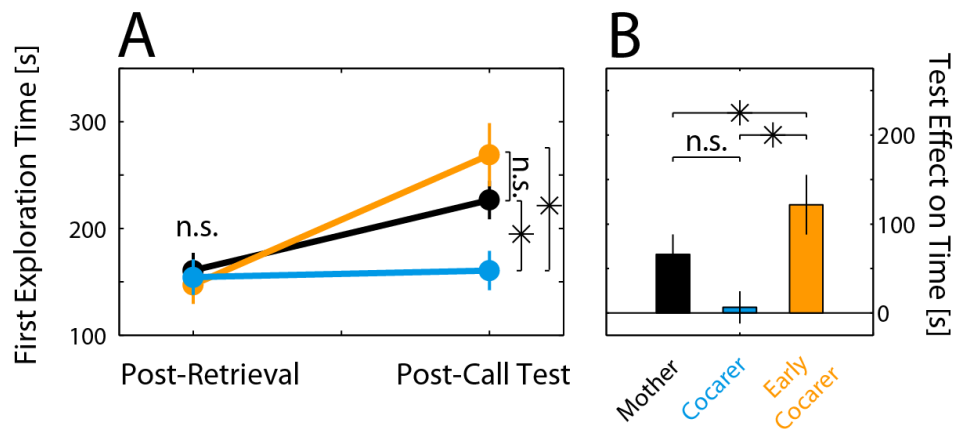 A
B
First Exploration Time [s]
300
200
100
n.s.
n.s.
Post-Retrieval
Post-Call Test
n.s.
200
100
0
Test Effect on Time [s]
Mother
Cocarer
Early
Cocarer